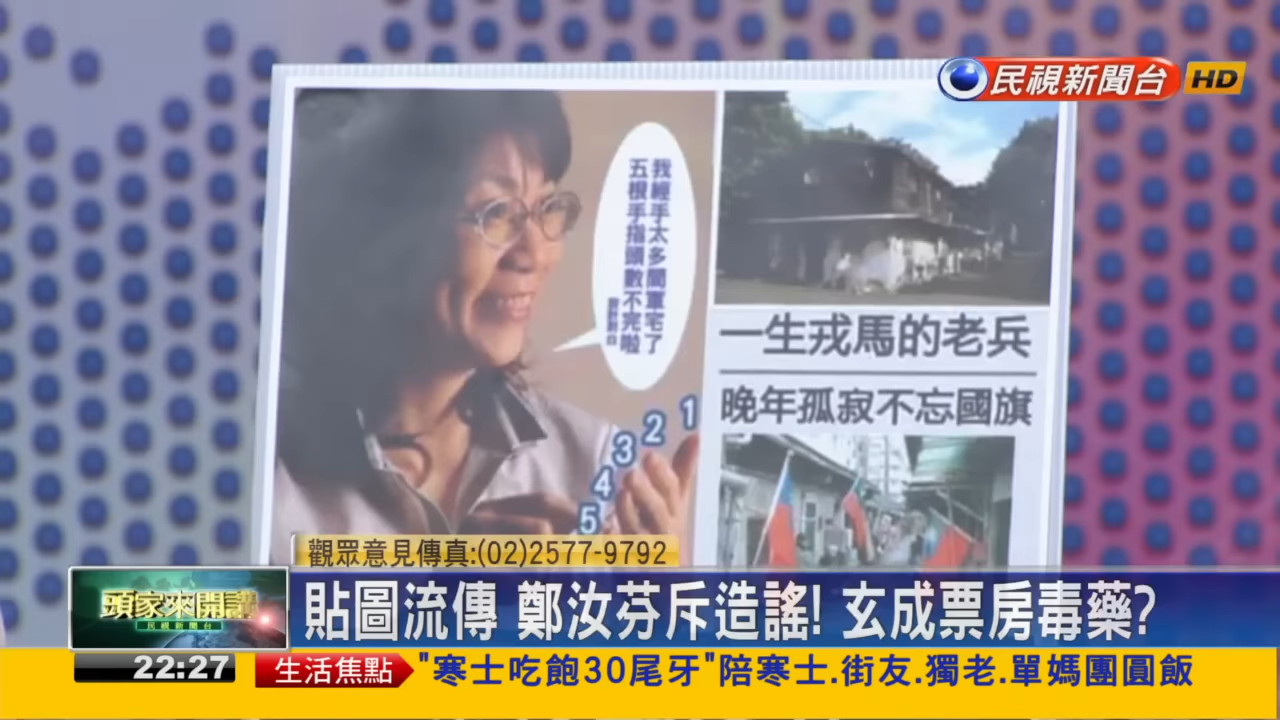 民視新聞台 HD
我經手太多間軍宅了
五根手指頭數不完啦
1
2
3
4
5
一生戎馬的老兵
晚年孤寂不忘國旗
觀眾意見傳真:(02)2577-9792
頭家來開講
民視新聞台
貼圖流傳 鄭汝芬斥造謠! 玄成票房毒藥?
22:27
生活焦點
"寒士吃飽30尾牙"陪寒士.街友.獨老.單媽團圓飯